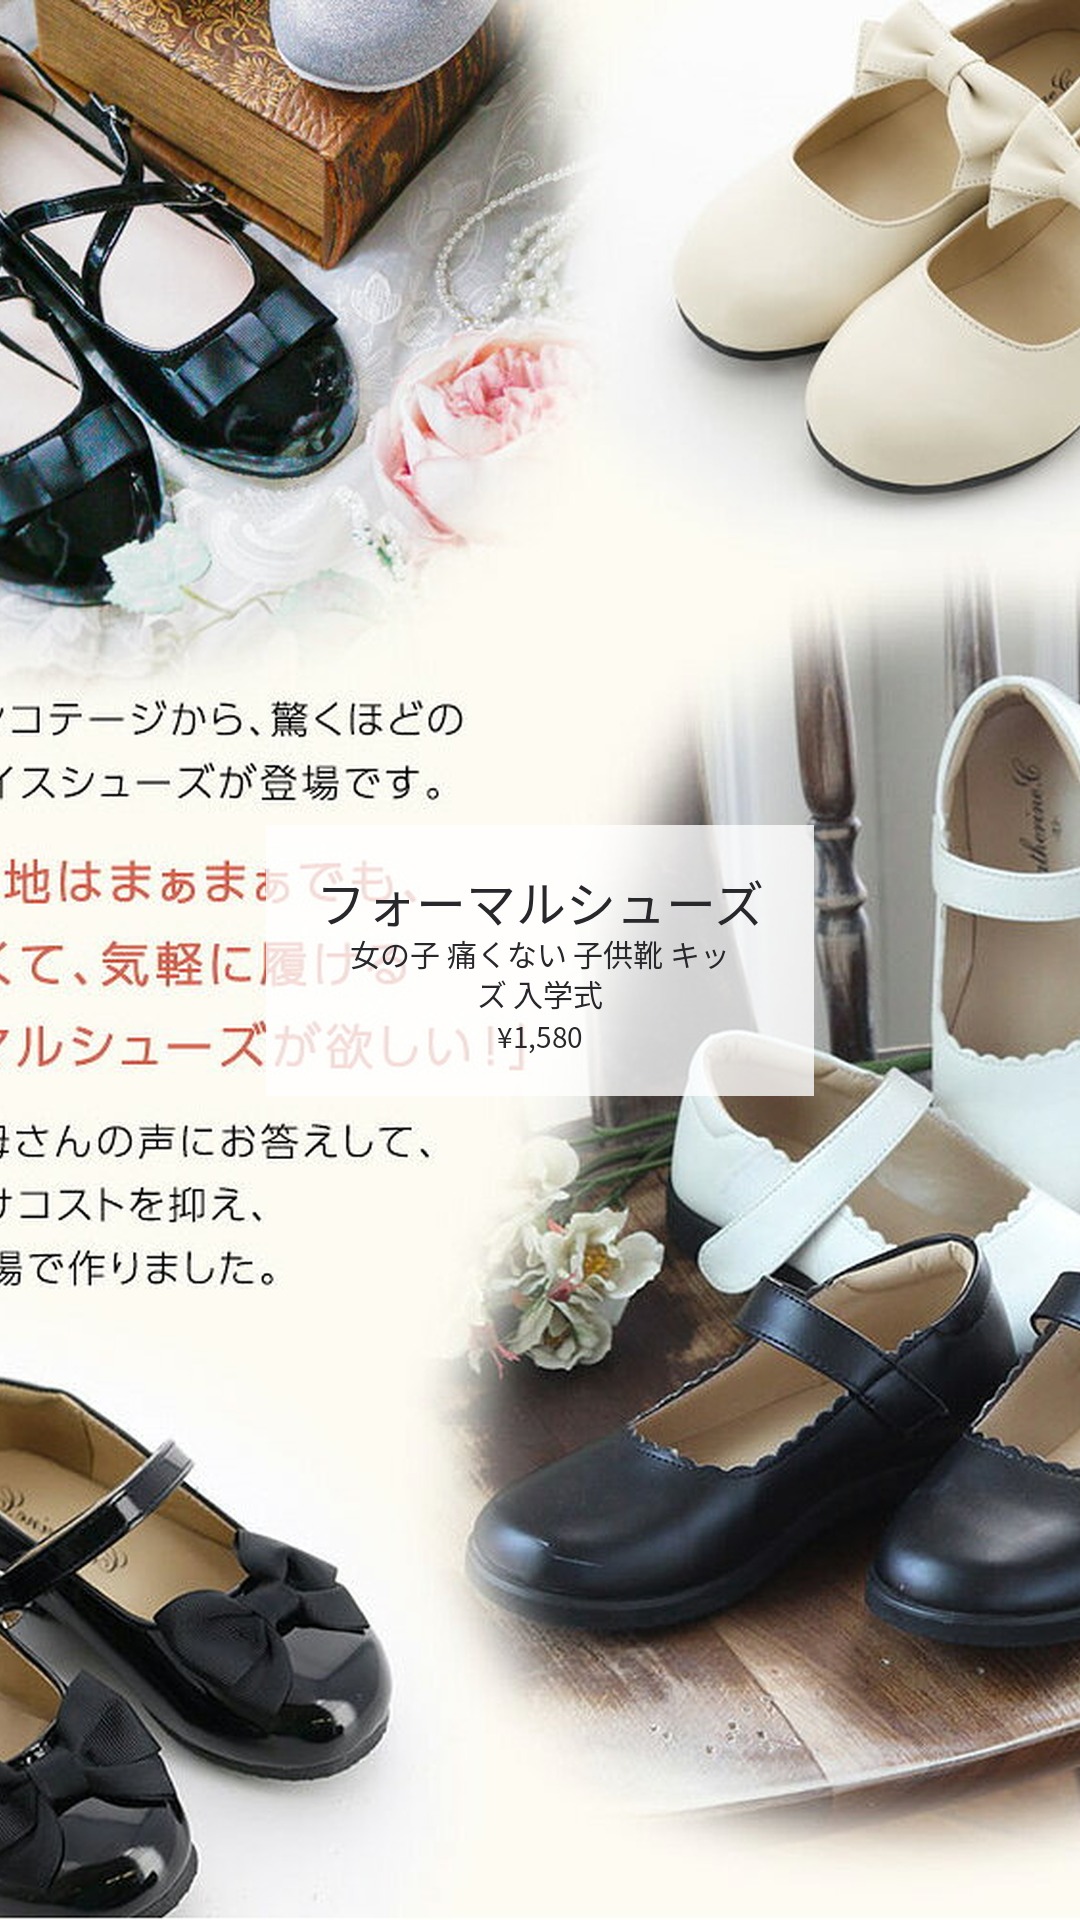 ンコテージから、驚くほどの
イスシューズが登場です。
地はまぁまぁでも、
くて、気軽に履ける
マルシューズが欲しい！」
フォーマルシューズ
女の子 痛くない 子供靴 キッ
ズ 入学式
¥1,580
母さんの声にお答えして、
けコストを抑え、
場で作りました。